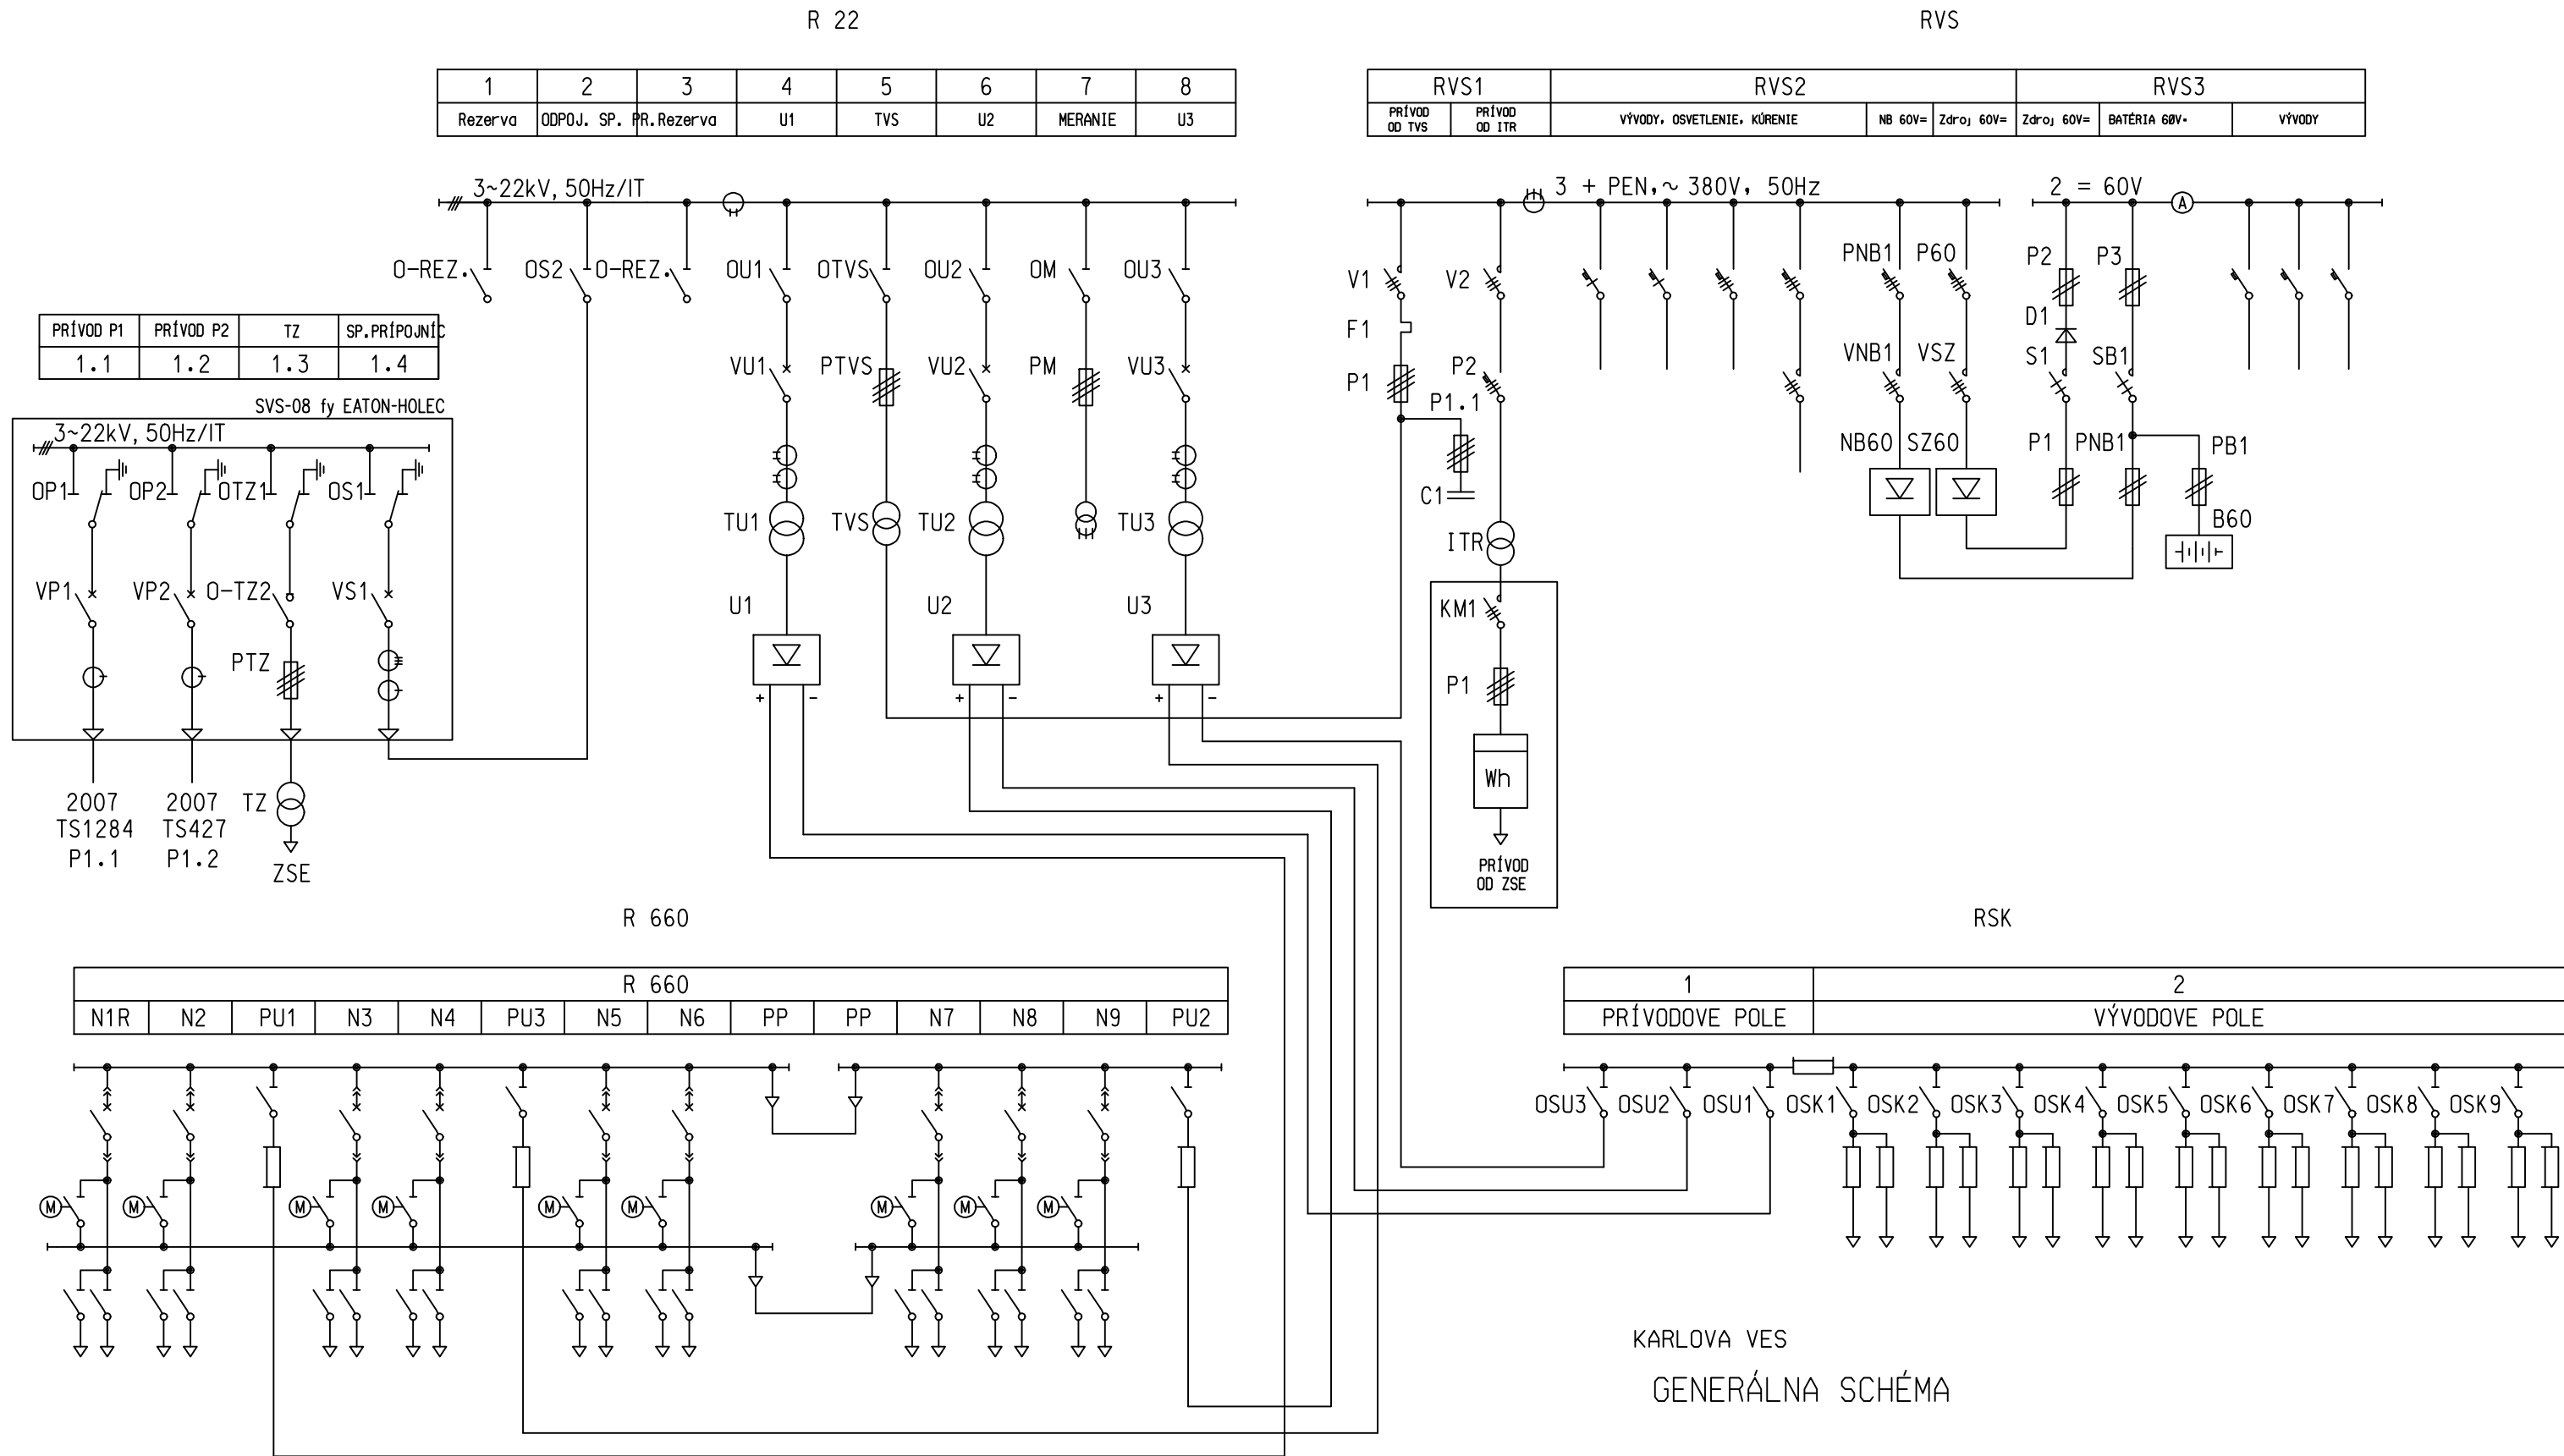 R 22
RVS
1 2 3 4 5 6 7 8
Rezerva ODPOJ. SP. PR. Rezerva U1 TVS U2 MERANIE U3
RVS1 RVS2 RVS3
PRÍVOD OD TVS
PRÍVOD OD ITR
VÝVODY, OSVETLENIE, KÚRENIE
NB 60V=
Zdroj 60V=
Zdroj 60V=
BATÉRIA 60V=
VÝVODY
3~22kV, 50Hz/IT
3 + PEN,~ 380V, 50Hz
2 = 60V
A
O-REZ. OS2 O-REZ. OU1 OTVS OU2 OM OU3
V1 V2 PNB1 P60 P2 P3
F1 D1
VU1 PTVS VU2 PM VU3
P1 P2 VNB1 VSZ S1 SB1
P1.1
NB60 SZ60 P1 PNB1 PB1
C1
B60
TU1 TVS TU2 TU3
ITR
U1 U2 U3
+ - + - + -
KM1
P1
Wh
PRÍVOD
OD ZSE
PRÍVOD P1 PRÍVOD P2 TZ SP.PRÍPOJNÍC
1.1 1.2 1.3 1.4
SVS-08 fy EATON-HOLEC
3~22kV, 50Hz/IT
OP1 OP2 OTZ1 OS1
VP1 VP2 O-TZ2 VS1
PTZ
2007 2007 TZ
TS1284 TS427
P1.1 P1.2
ZSE
R 660
RSK
R 660
N1R N2 PU1 N3 N4 PU3 N5 N6 PP PP N7 N8 N9 PU2
1 2
PRÍVODOVE POLE VÝVODOVE POLE
OSU3 OSU2 OSU1 OSK1 OSK2 OSK3 OSK4 OSK5 OSK6 OSK7 OSK8 OSK9
M M M M M M M M M
KARLOVA VES
GENERÁLNA SCHÉMA